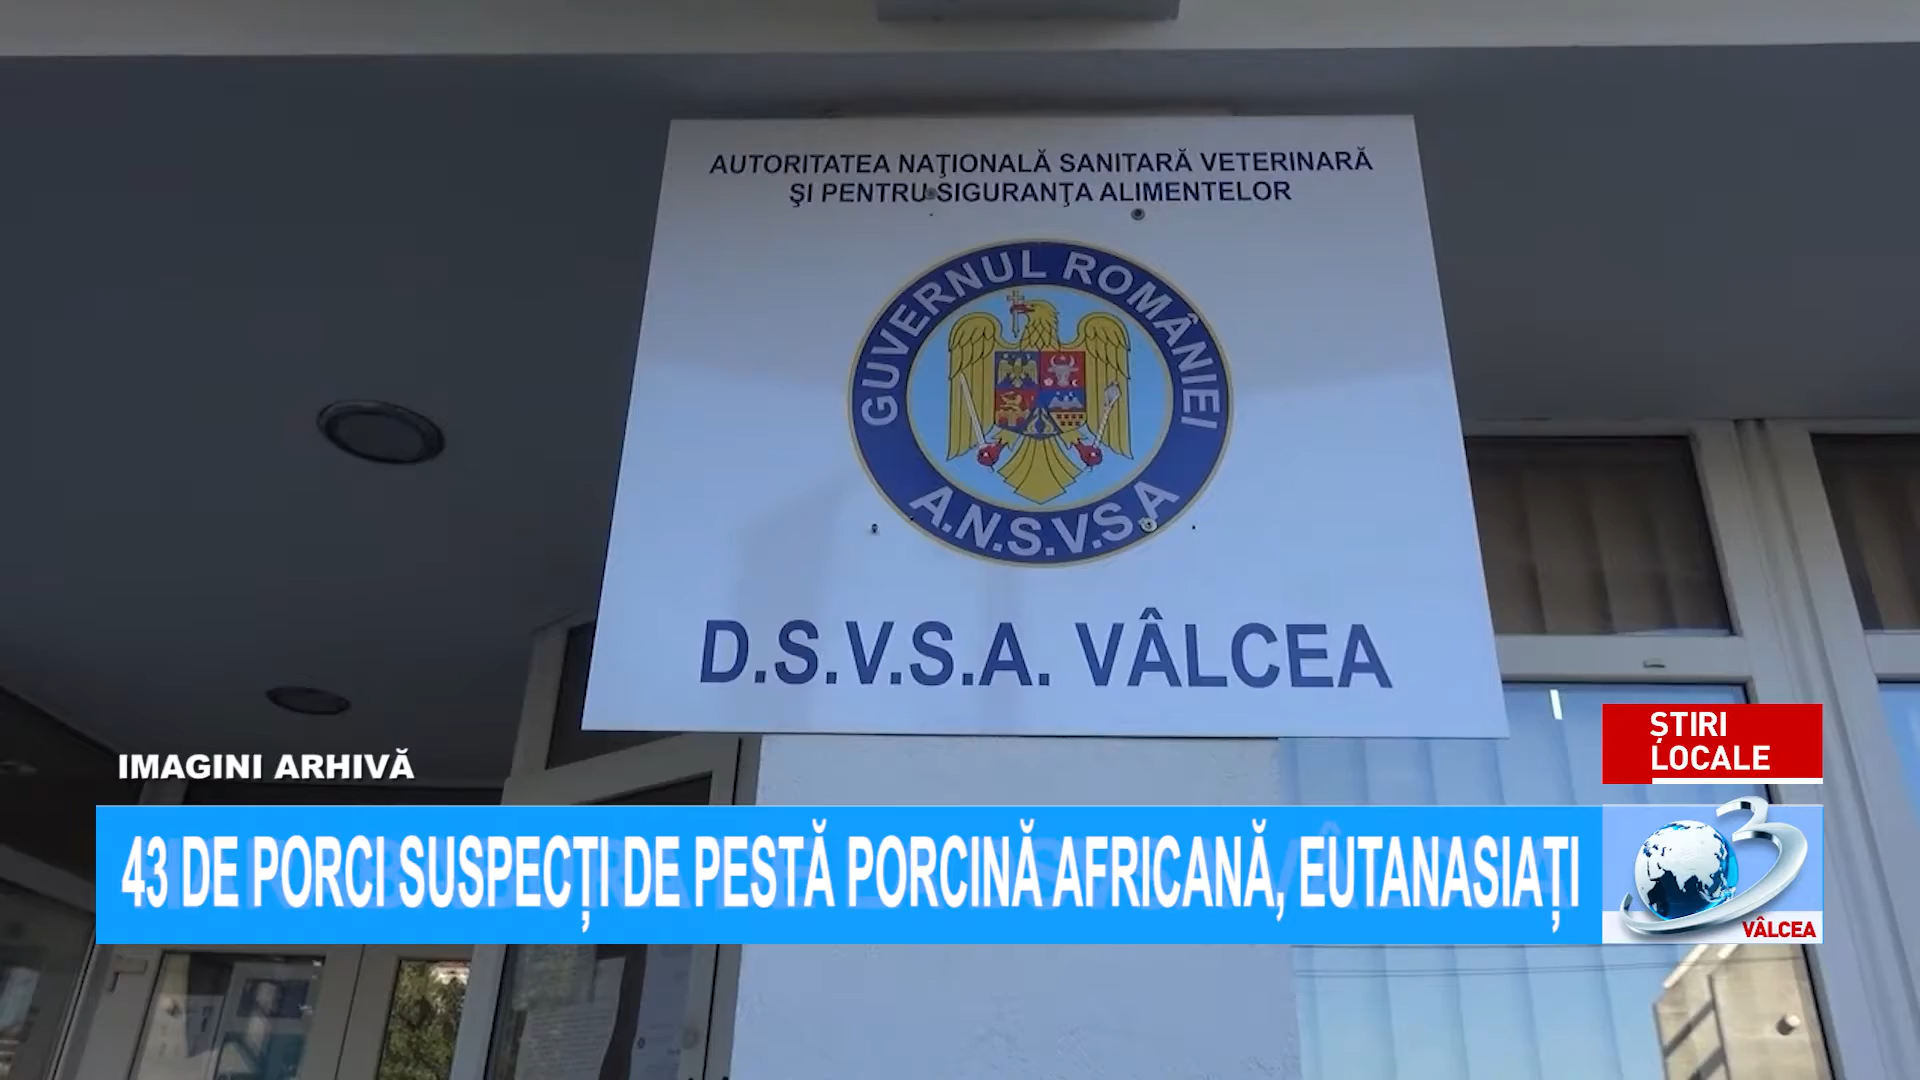 AUTORITATEA NAŢIONALĂ SANITARĂ VETERINARĂ
ŞI PENTRU SIGURANŢA ALIMENTELOR
GUVERNUL ROMÂNIEI
A.N.S.V.S.A
D.S.V.S.A. VÂLCEA
IMAGINI ARHIVĂ
ȘTIRI
LOCALE
43 DE PORCI SUSPECȚI DE PESTĂ PORCINĂ AFRICANĂ, EUTANASIAȚI
3
VÂLCEA